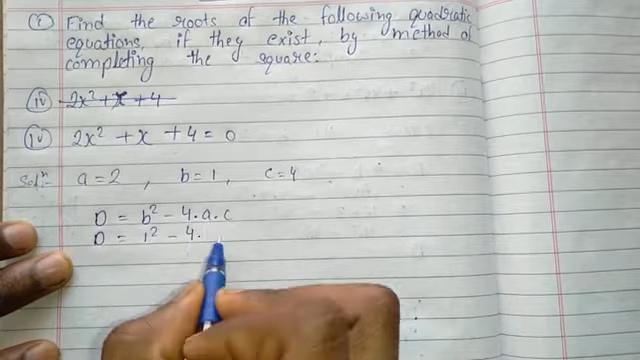 ① Find the roots of the following quadratic
equations, if they exist, by method of
completing the square:
(iv) 2x² + x + 4
(iv) 2x² + x + 4 = 0
Solⁿ:- a = 2 , b = 1 , c = 4
D = b² - 4·a·c
D = 1² - 4·